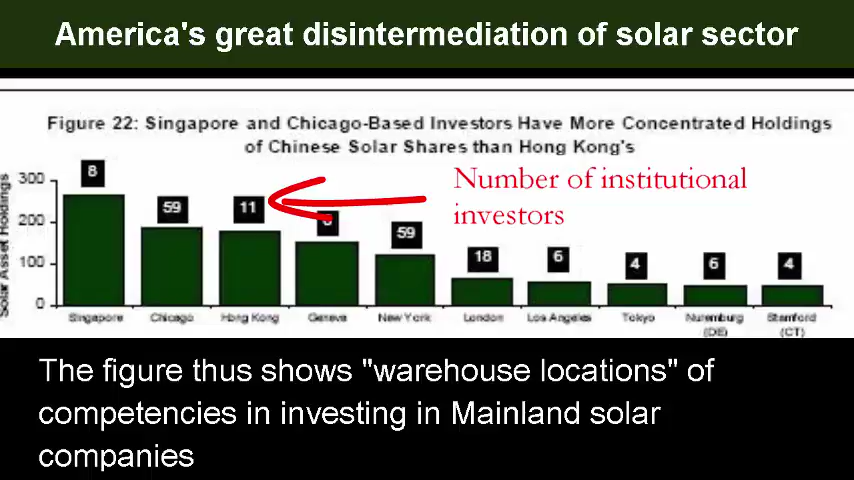 America's great disintermediation of solar sector
Figure 22: Singapore and Chicago-Based Investors Have More Concentrated Holdings
of Chinese Solar Shares than Hong Kong's
Solar Asset Holdings
300
200
100
0
8
59
11
59
18
6
4
6
4
Number of institutional
investors
Singapore
Chicago
Hong Kong
Geneva
New York
London
Los Angeles
Tokyo
Nuremburg
(DE)
Stamford
(CT)
The figure thus shows "warehouse locations" of
competencies in investing in Mainland solar
companies